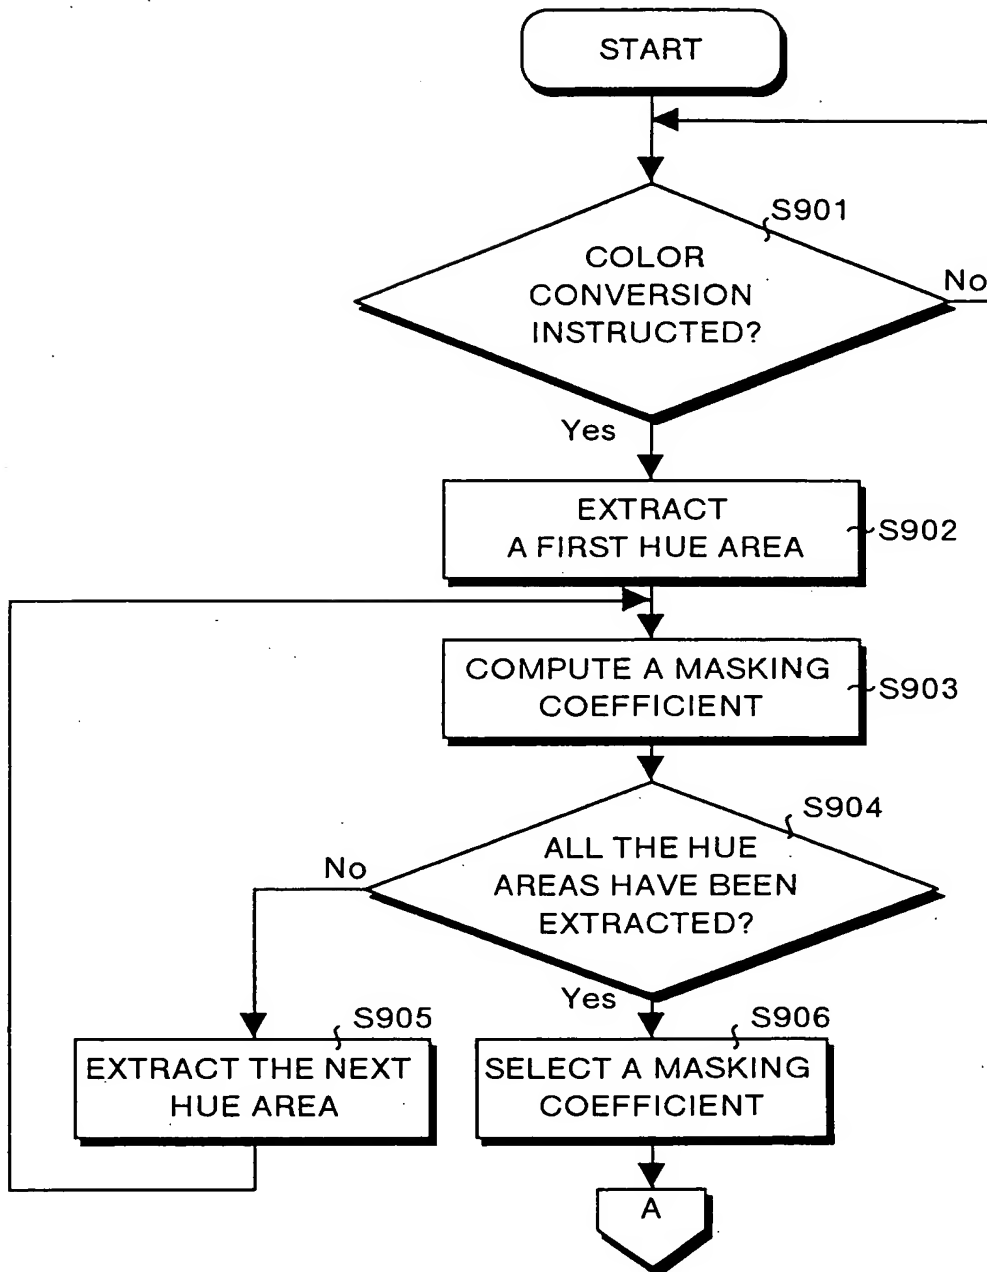 START
S901
COLOR
CONVERSION
INSTRUCTED?
No
Yes
EXTRACT
A FIRST HUE AREA
S902
COMPUTE A MASKING
COEFFICIENT
S903
S904
ALL THE HUE
AREAS HAVE BEEN
EXTRACTED?
No
Yes
S905
EXTRACT THE NEXT
HUE AREA
S906
SELECT A MASKING
COEFFICIENT
A